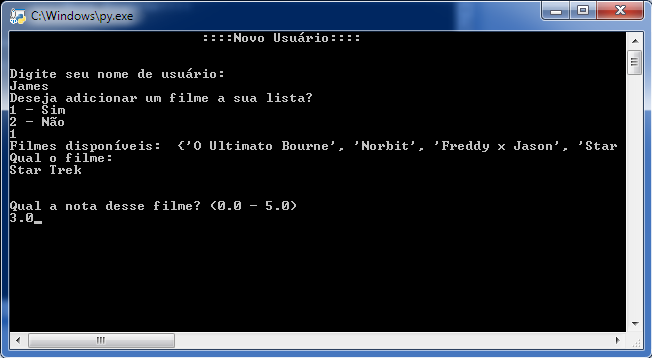 C:\Windows\py.exe
::::Novo Usuário::::
Digite seu nome de usuário:
James
Deseja adicionar um filme a sua lista?
1 - Sim
2 - Não
1
Filmes disponíveis:  {'O Ultimato Bourne', 'Norbit', 'Freddy x Jason', 'Star
Qual o filme:
Star Trek
Qual a nota desse filme? (0.0 - 5.0)
3.0_